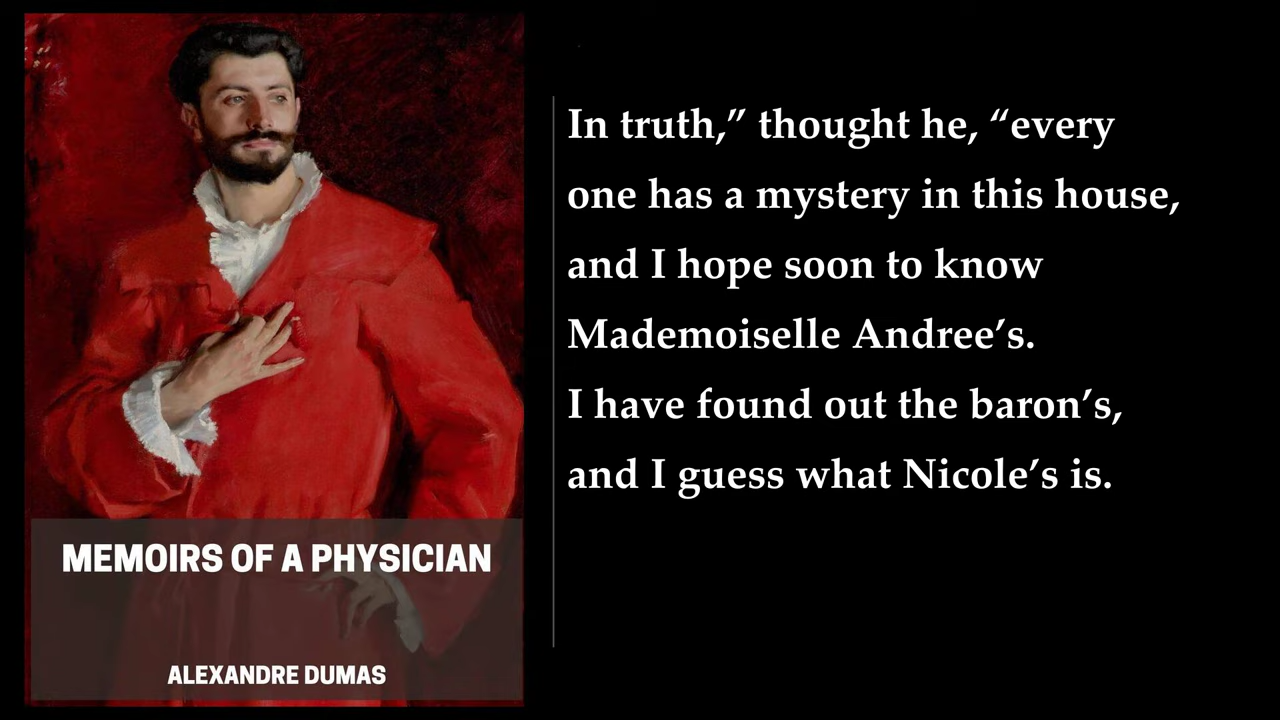 In truth,” thought he, “every
one has a mystery in this house,
and I hope soon to know
Mademoiselle Andree’s.
I have found out the baron’s,
and I guess what Nicole’s is.
MEMOIRS OF A PHYSICIAN
ALEXANDRE DUMAS